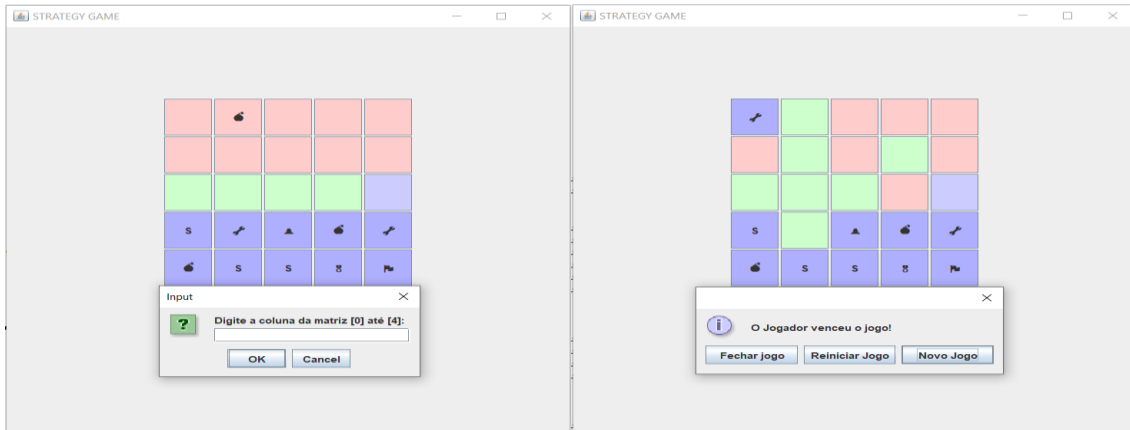 STRATEGY GAME
S
S S
Input
Digite a coluna da matriz [0] até [4]:
OK Cancel
STRATEGY GAME
S
S S
O Jogador venceu o jogo!
Fechar jogo Reiniciar Jogo Novo Jogo